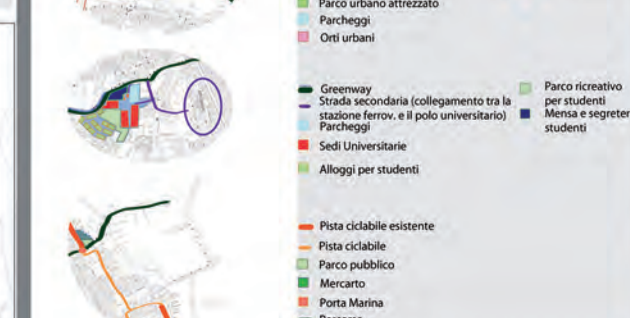 Parco urbano attrezzato
Parcheggi
Orti urbani
Greenway
Strada secondaria (collegamento tra la
stazione ferrov. e il polo universitario)
Parcheggi
Sedi Universitarie
Alloggi per studenti
Parco ricreativo
per studenti
Mensa e segreter
studenti
Pista ciclabile esistente
Pista ciclabile
Parco pubblico
Mercarto
Porta Marina